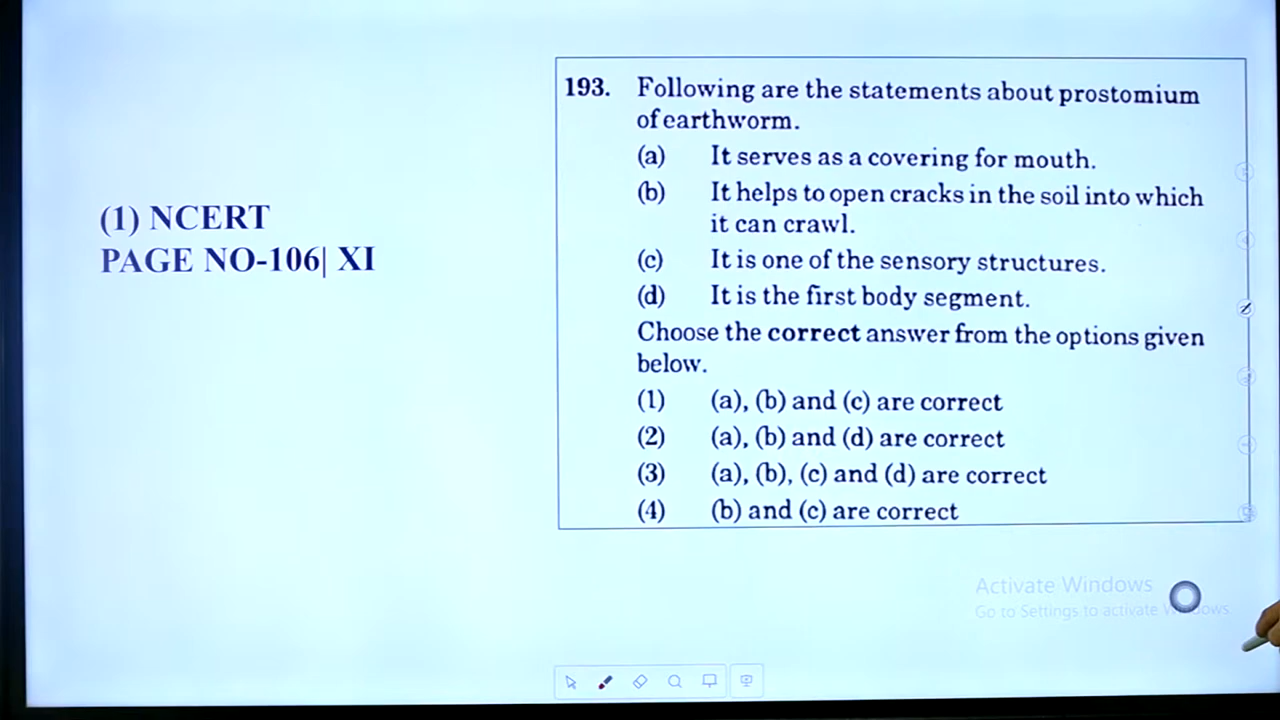 (1) NCERT
PAGE NO-106| XI
193. Following are the statements about prostomium
of earthworm.
(a) It serves as a covering for mouth.
(b) It helps to open cracks in the soil into which
it can crawl.
(c) It is one of the sensory structures.
(d) It is the first body segment.
Choose the correct answer from the options given
below.
(1) (a), (b) and (c) are correct
(2) (a), (b) and (d) are correct
(3) (a), (b), (c) and (d) are correct
(4) (b) and (c) are correct
Activate Windows
Go to Settings to activate Windows.